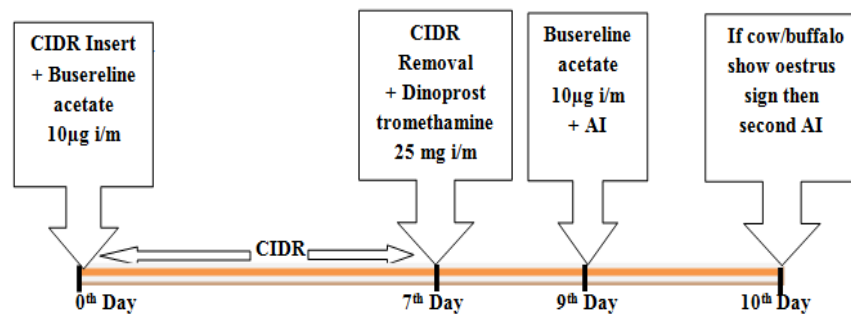 CIDR Insert
+ Busereline
acetate
10µg i/m
CIDR
Removal
+ Dinoprost
tromethamine
25 mg i/m
Busereline
acetate
10µg i/m
+ AI
If cow/buffalo
show oestrus
sign then
second AI
CIDR
0th Day
7th Day
9th Day
10th Day